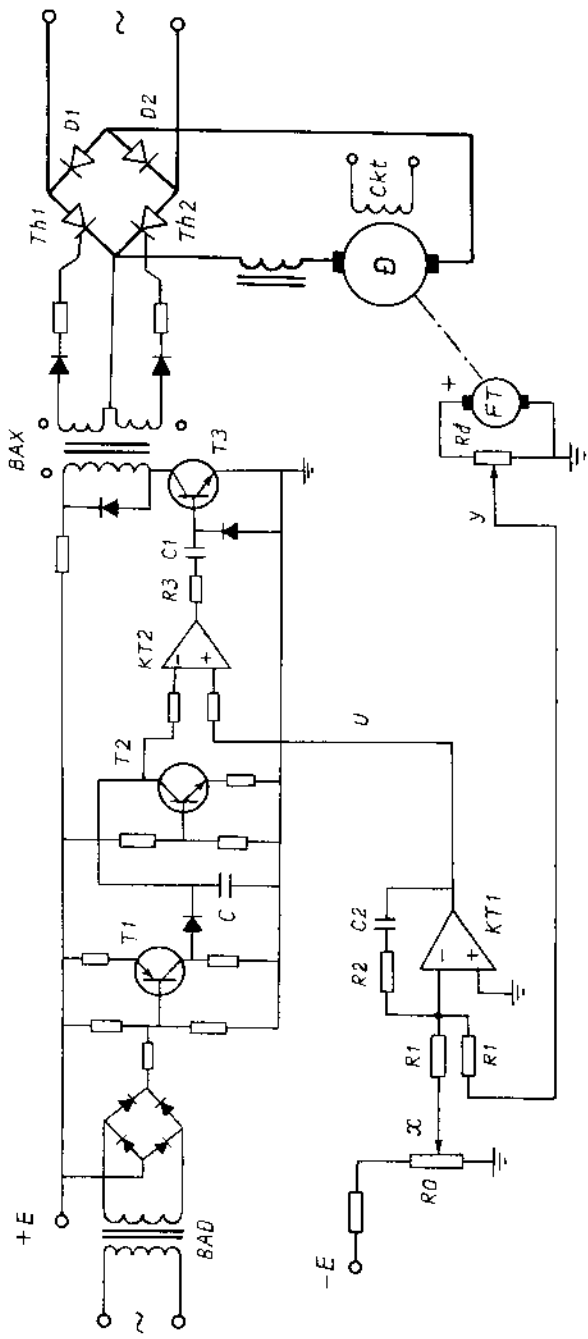 ~
BAD
+E
T1
C
T2
KT2
R3
C1
T3
BAX
Th1
D1
Th2
D2
~
-E
R0
x
R1
R1
R2
C2
KT1
U
y
Rđ
+
FT
Đ
Ckt
-
+
-
+